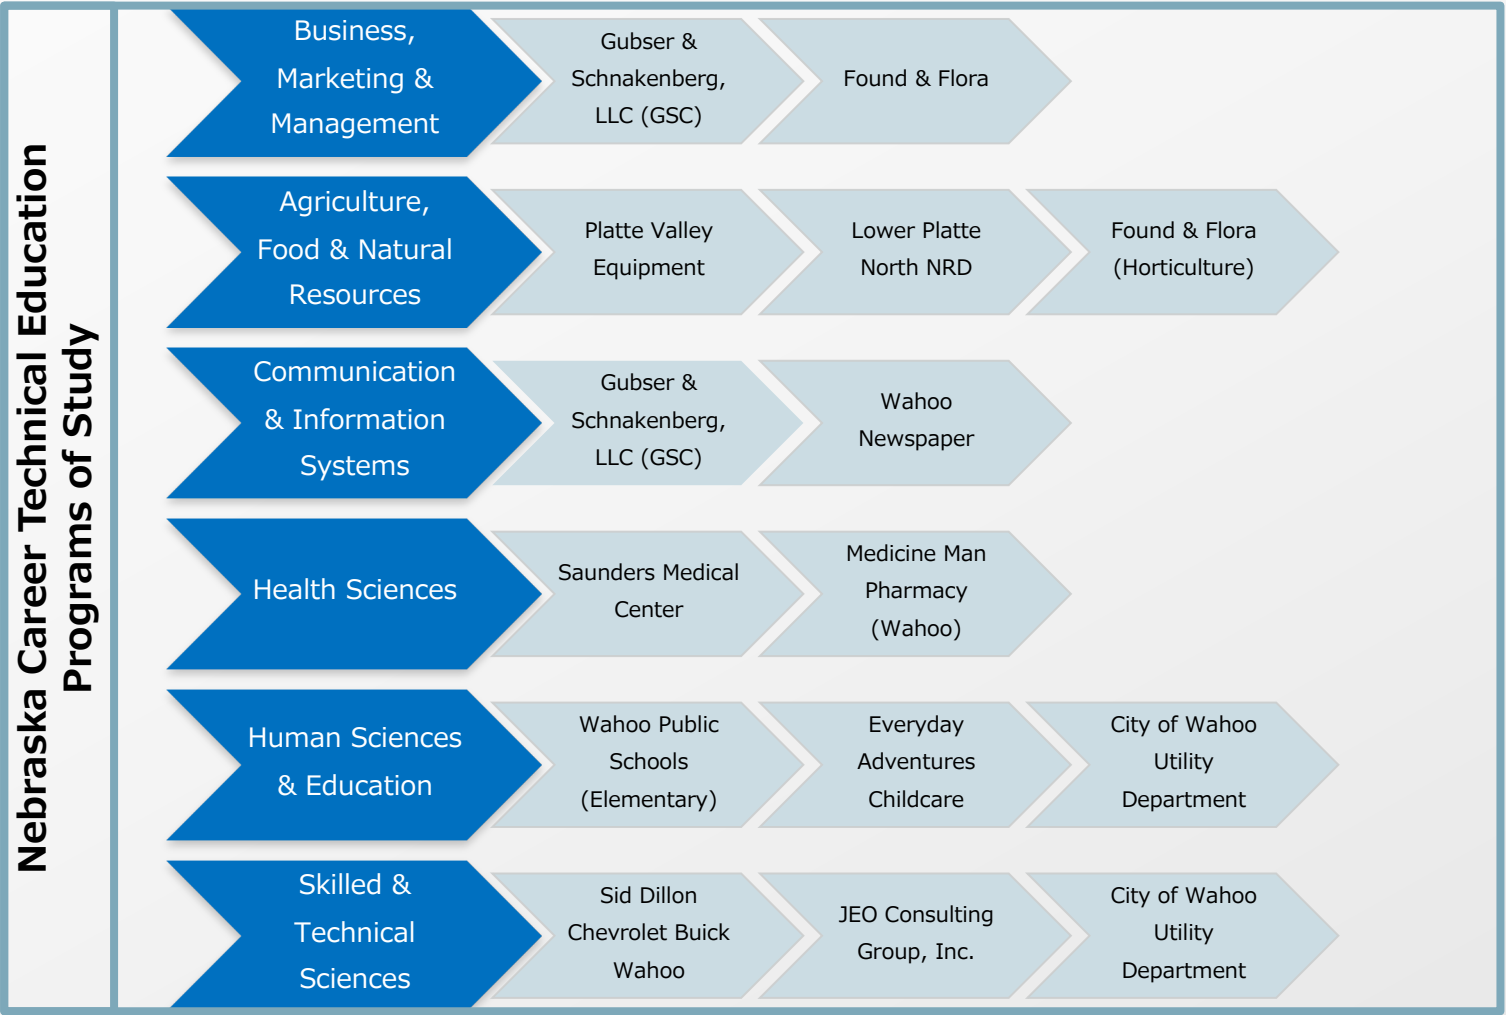 Nebraska Career Technical Education
Programs of Study
Business,
Marketing &
Management
Gubser &
Schnakenberg,
LLC (GSC)
Found & Flora
Agriculture,
Food & Natural
Resources
Platte Valley
Equipment
Lower Platte
North NRD
Found & Flora
(Horticulture)
Communication
& Information
Systems
Gubser &
Schnakenberg,
LLC (GSC)
Wahoo
Newspaper
Health Sciences
Saunders Medical
Center
Medicine Man
Pharmacy
(Wahoo)
Human Sciences
& Education
Wahoo Public
Schools
(Elementary)
Everyday
Adventures
Childcare
City of Wahoo
Utility
Department
Skilled &
Technical
Sciences
Sid Dillon
Chevrolet Buick
Wahoo
JEO Consulting
Group, Inc.
City of Wahoo
Utility
Department